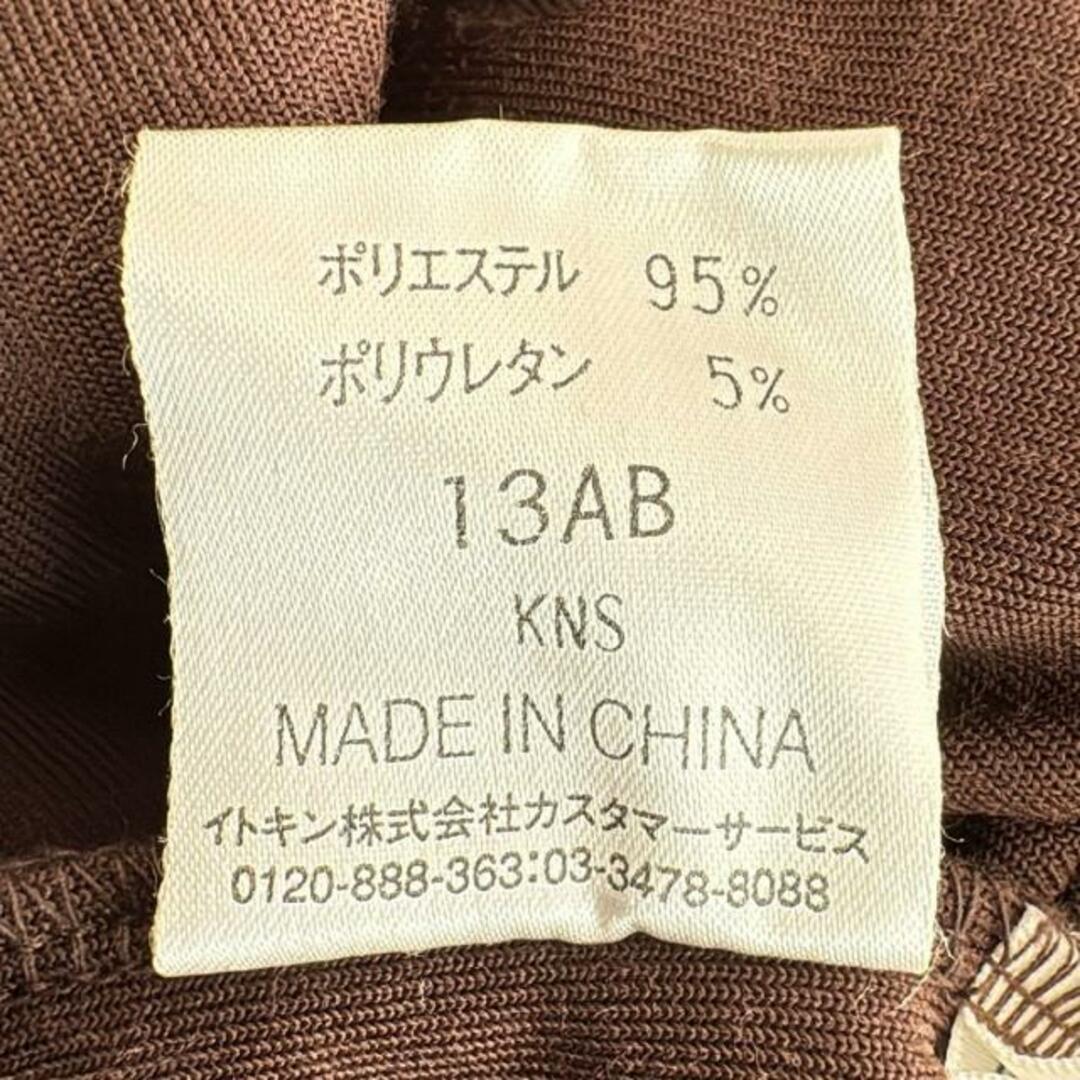 ポリエステル 95%
ポリウレタン 5%
13AB
KNS
MADE IN CHINA
イトキン株式会社カスタマーサービス
0120-888-363:03-3478-8088